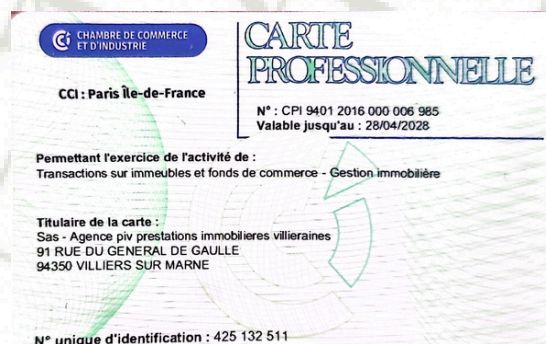 CHAMBRE DE COMMERCE
ET D'INDUSTRIE
CARTE
PROFESSIONNELLE
CCI : Paris Île-de-France
N° : CPI 9401 2016 000 006 985
Valable jusqu'au : 28/04/2028
Permettant l'exercice de l'activité de :
Transactions sur immeubles et fonds de commerce - Gestion immobilière
Titulaire de la carte :
Sas - Agence piv prestations immobilieres villieraines
91 RUE DU GENERAL DE GAULLE
94350 VILLIERS SUR MARNE
N° unique d'identification : 425 132 511